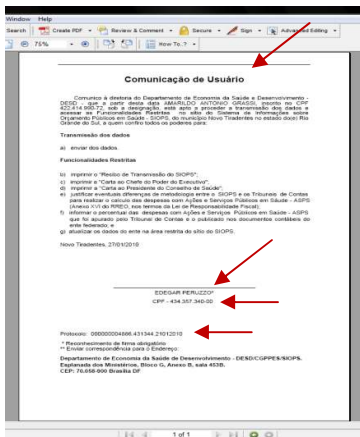 Window Help
Search Create PDF Review & Comment Secure Sign Advanced Editing
75% How To..?
Comunicação de Usuário
Comunico à diretoria do Departamento de Economia da Saúde e Desenvolvimento -
DESD - que a partir desta data AMARILDO ANTÔNIO GRASSI, inscrito no CPF
422.414.990-72, sob a designação, está apto a proceder a transmissão dos dados e
acessar as Funcionalidades Restritas no sítio do Sistema de Informações sobre
Orçamento Públicos em Saúde - SIOPS, do município Novo Tiradentes no estado do(e) Rio
Grande do Sul, a quem confiro todos os poderes para:
Transmissão dos dados
a) enviar dos dados.
Funcionalidades Restritas
b) imprimir o "Recibo de Transmissão do SIOPS";
c) imprimir a "Carta ao Chefe do Poder do Executivo";
d) imprimir a "Carta ao Presidente do Conselho de Saúde";
e) justificar eventuais diferenças de metodologia entre o SIOPS e os Tribunais de Contas
para realizar o calculo das despesas com Ações e Serviços Públicos em Saúde - ASPS
(Anexo XVI do RREO, nos termos da Lei de Responsabilidade Fiscal);
f) informar o percentual das despesas com Ações e Serviços Públicos em Saúde - ASPS
que foi apurado pelo Tribunal de Contas e o publicado nos documentos contábeis do
ente federado; e
g) atualizar os dados do ente na área restrita do sítio do SIOPS.
Novo Tiradentes, 27/01/2010
EDEGAR PERUZZO*
CPF - 434.357.340-00
Protocolo: 21012010
* Reconhecimento de firma obrigatório
** Enviar correspondência para o Endereço:
Departamento de Economia da Saúde de Desenvolvimento - DESD/CGPPES/SIOPS.
Esplanada dos Ministérios, Bloco G, Anexo B, sala 453B.
CEP: 70.058-900 Brasília DF
1 of 1